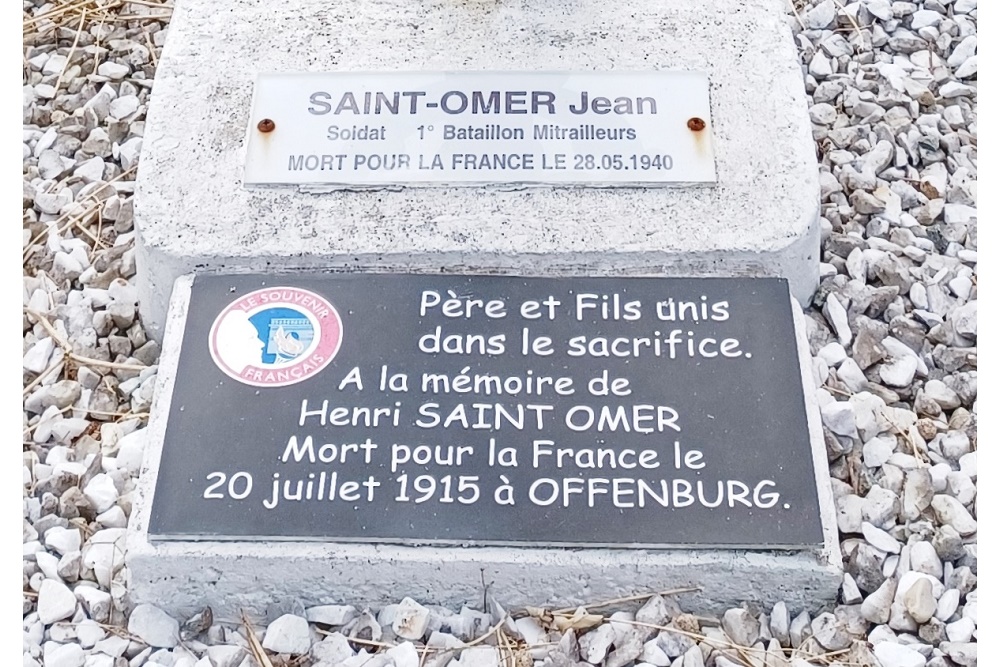 SAINT-OMER Jean
Soldat 1° Bataillon Mitrailleurs
MORT POUR LA FRANCE LE 28.05.1940
LE SOUVENIR
FRANÇAIS
Père et Fils unis
dans le sacrifice.
A la mémoire de
Henri SAINT OMER
Mort pour la France le
20 juillet 1915 à OFFENBURG.